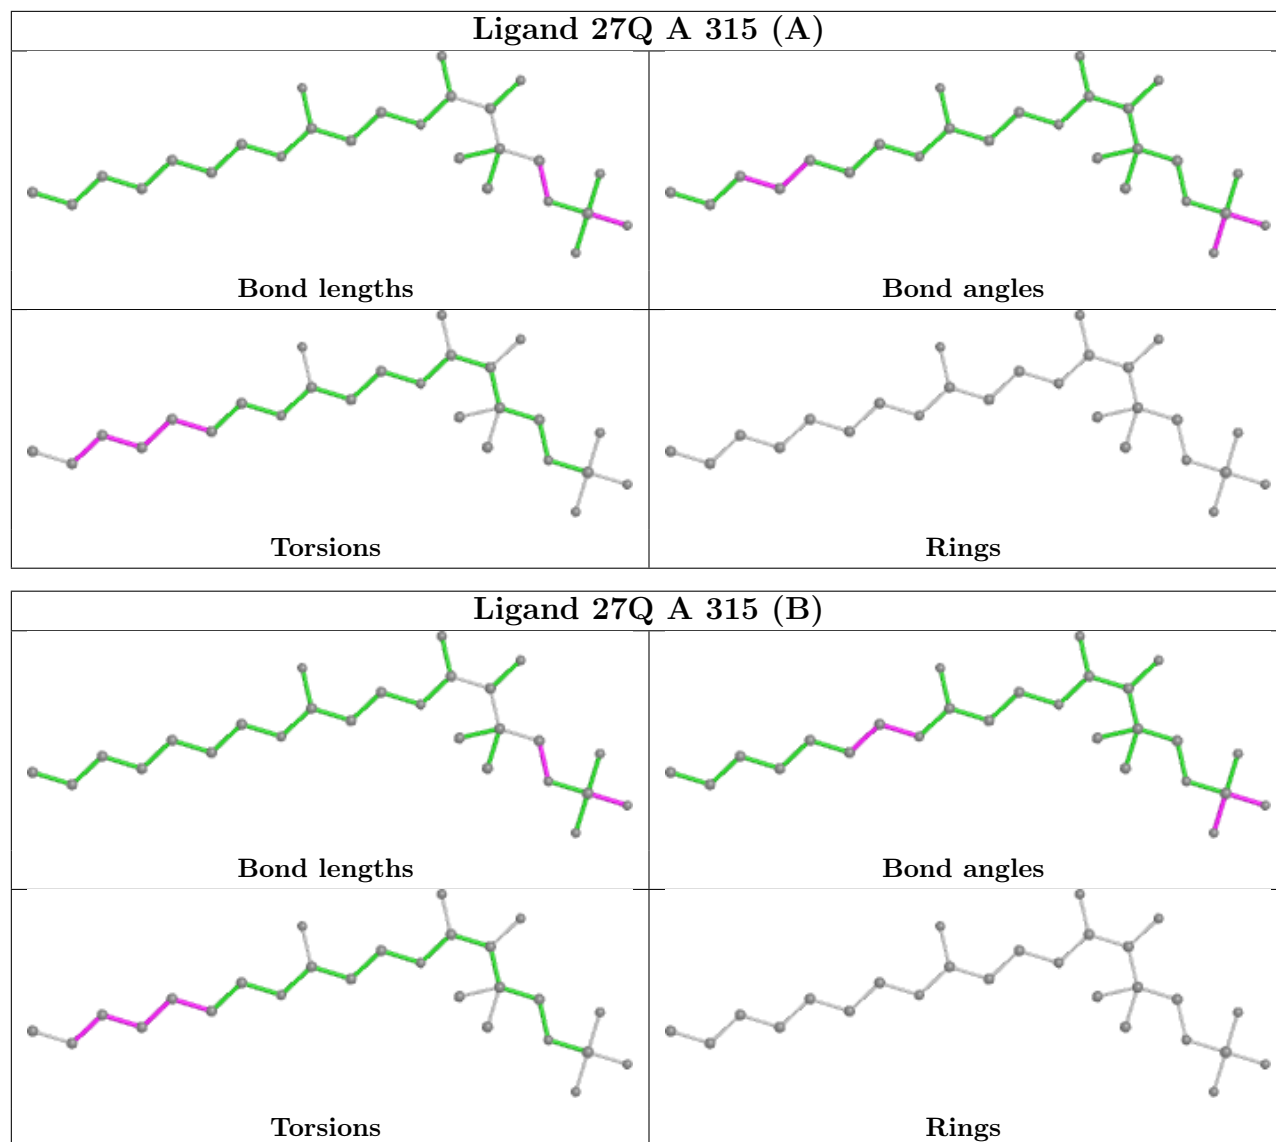 Ligand 27Q A 315 (A)
Bond lengths
Bond angles
Torsions
Rings
Ligand 27Q A 315 (B)
Bond lengths
Bond angles
Torsions
Rings